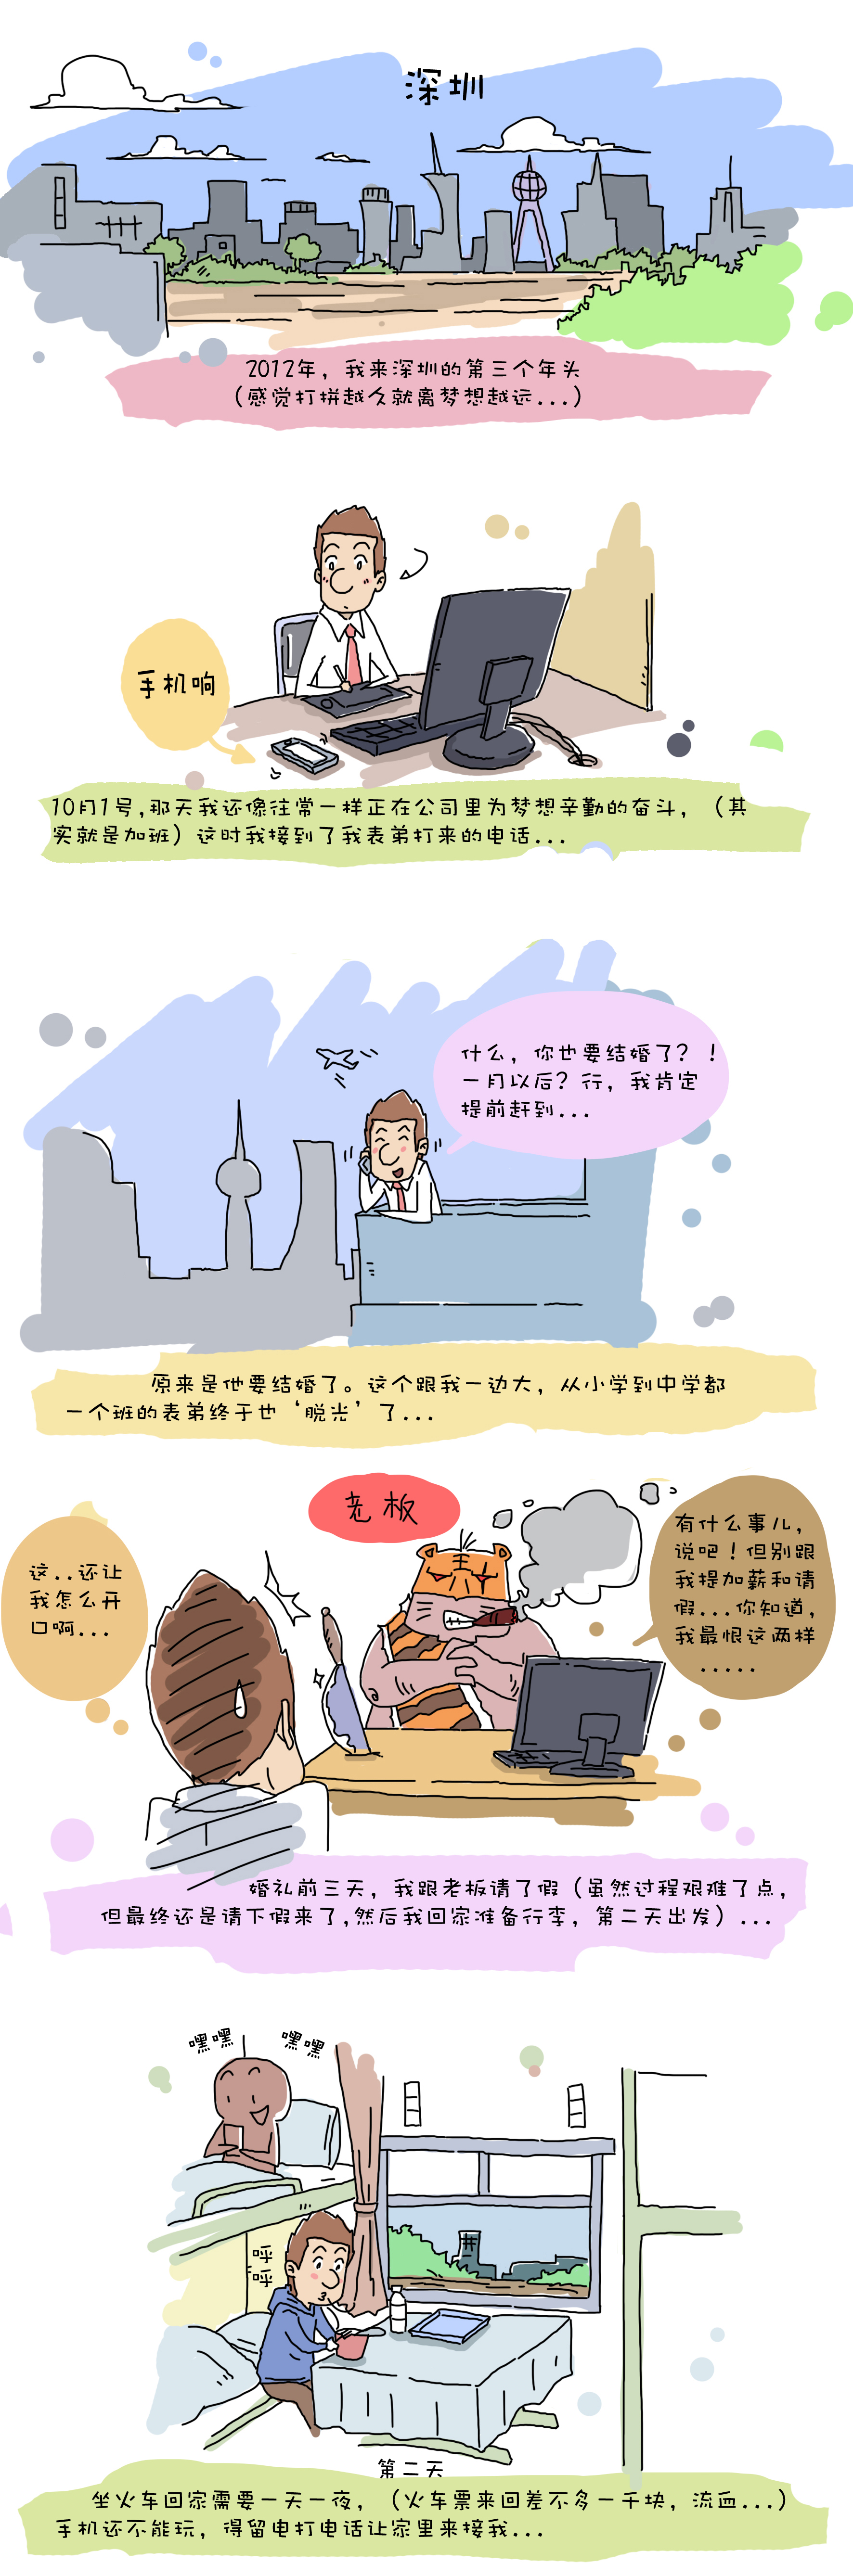 深圳
2012年，我来深圳的第三个年头
（感觉打拼越久就离梦想越远...）
手机响
10月1号,那天我还像往常一样正在公司里为梦想辛勤的奋斗，（其
实就是加班）这时我接到了我表弟打来的电话...
什么，你也要结婚了？！
一月以后？行，我肯定
提前赶到...
原来是他要结婚了。这个跟我一边大，从小学到中学都
一个班的表弟终于也‘脱光’了...
老板
有什么事儿，
说吧！但别跟
我提加薪和请
假...你知道，
我最恨这两样
.....
这..还让
我怎么开
口啊...
婚礼前三天，我跟老板请了假（虽然过程艰难了点，
但最终还是请下假来了,然后我回家准备行李，第二天出发）...
嘿嘿
嘿嘿
呼
呼
第二天
坐火车回家需要一天一夜，（火车票来回差不多一千块，流血...）
手机还不能玩，得留电打电话让家里来接我...